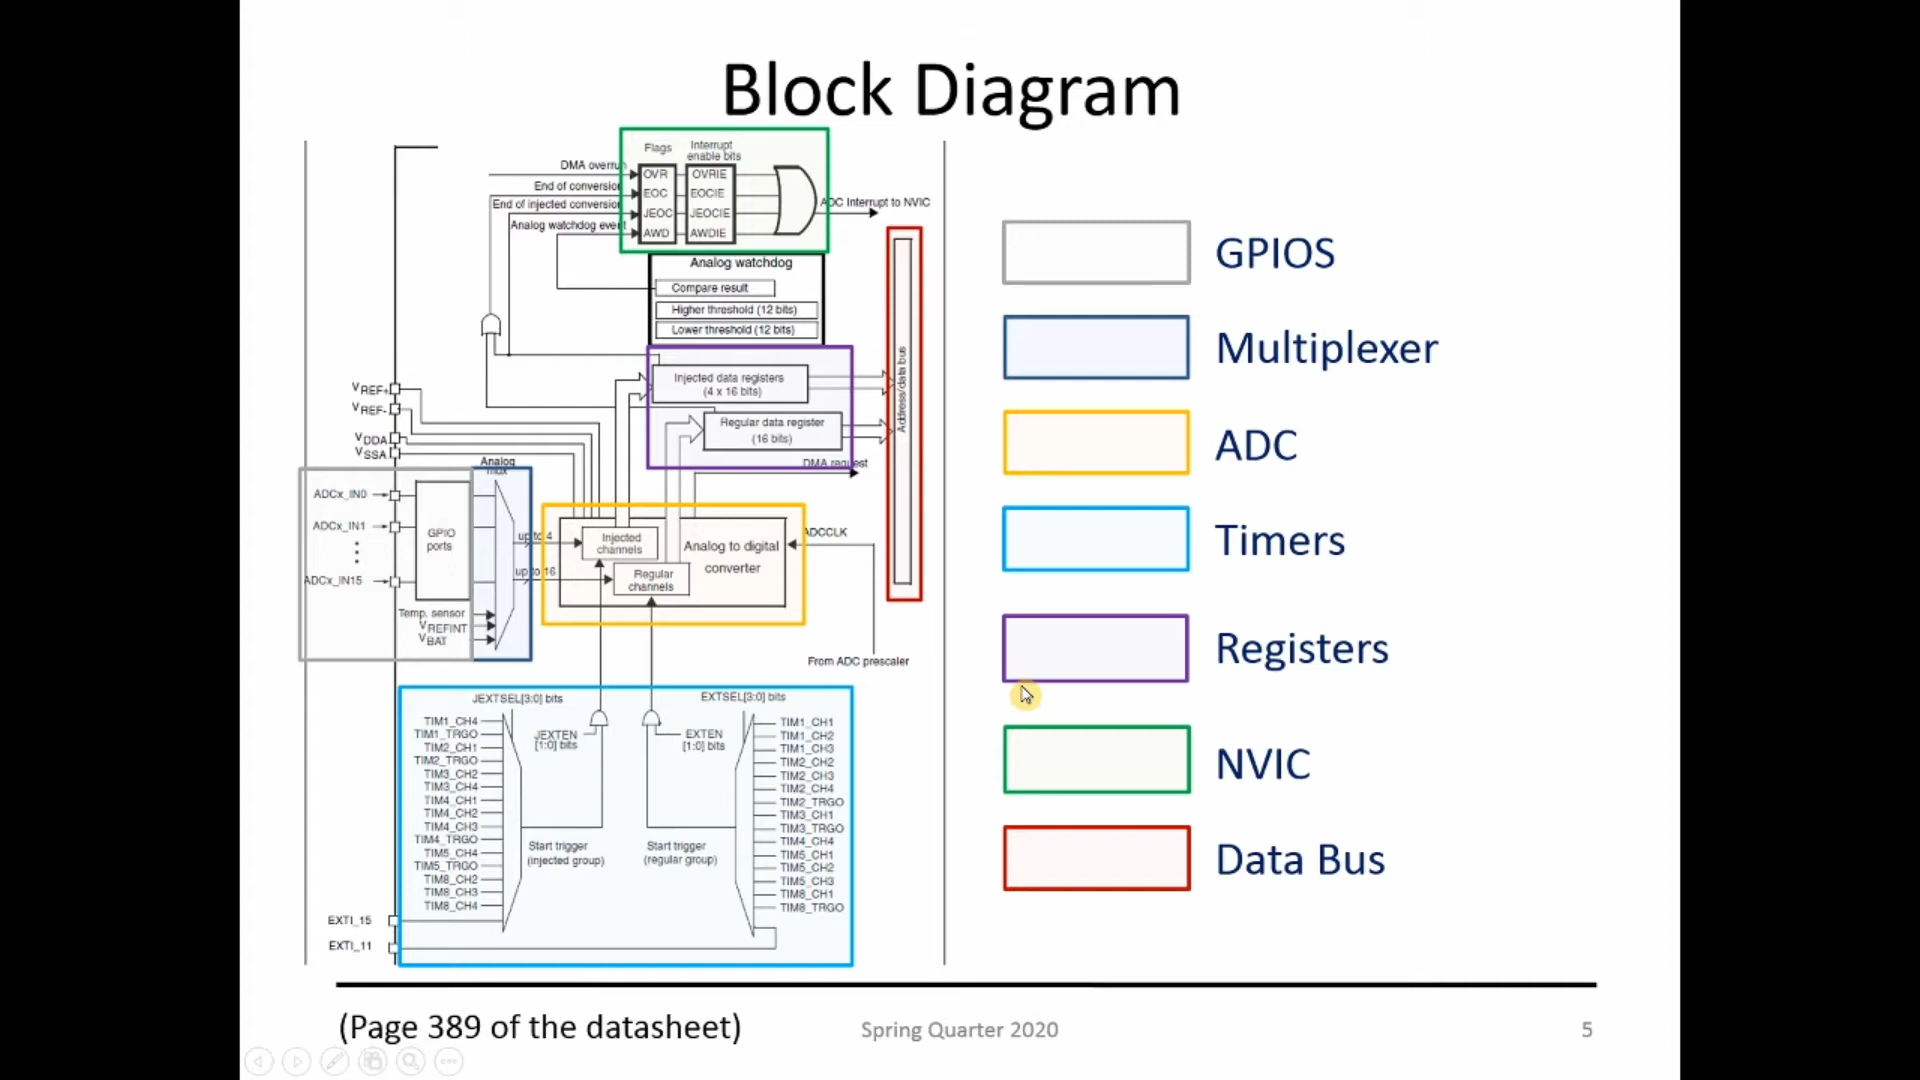 Block Diagram
Flags
Interrupt
enable bits
DMA overru
OVR
OVRIE
End of conversion
EOC
EOCIE
End of injected conversion
JEOC
JEOCIE
Analog watchdog event
AWD
AWDIE
ADC Interrupt to NVIC
Analog watchdog
Compare result
Higher threshold (12 bits)
Lower threshold (12 bits)
Address/data bus
Injected data registers
(4 x 16 bits)
Regular data register
(16 bits)
DMA request
VREF+
VREF-
VDDA
VSSA
Analog
mux
ADCx_IN0
ADCx_IN1
ADCx_IN15
GPIO
ports
up to 4
up to 16
Injected
channels
Regular
channels
Analog to digital
converter
ADCCLK
Temp. sensor
VREFINT
VBAT
From ADC prescaler
JEXTSEL[3:0] bits
EXTSEL[3:0] bits
TIM1_CH4
TIM1_TRGO
TIM2_CH1
TIM2_TRGO
TIM3_CH2
TIM3_CH4
TIM4_CH1
TIM4_CH2
TIM4_CH3
TIM4_TRGO
TIM5_CH4
TIM5_TRGO
TIM8_CH2
TIM8_CH3
TIM8_CH4
JEXTEN
[1:0] bits
EXTEN
[1:0] bits
Start trigger
(injected group)
Start trigger
(regular group)
TIM1_CH1
TIM1_CH2
TIM1_CH3
TIM2_CH2
TIM2_CH3
TIM2_CH4
TIM2_TRGO
TIM3_CH1
TIM3_TRGO
TIM4_CH4
TIM5_CH1
TIM5_CH2
TIM5_CH3
TIM8_CH1
TIM8_TRGO
EXTI_15
EXTI_11
GPIOS
Multiplexer
ADC
Timers
Registers
NVIC
Data Bus
(Page 389 of the datasheet)
Spring Quarter 2020
5